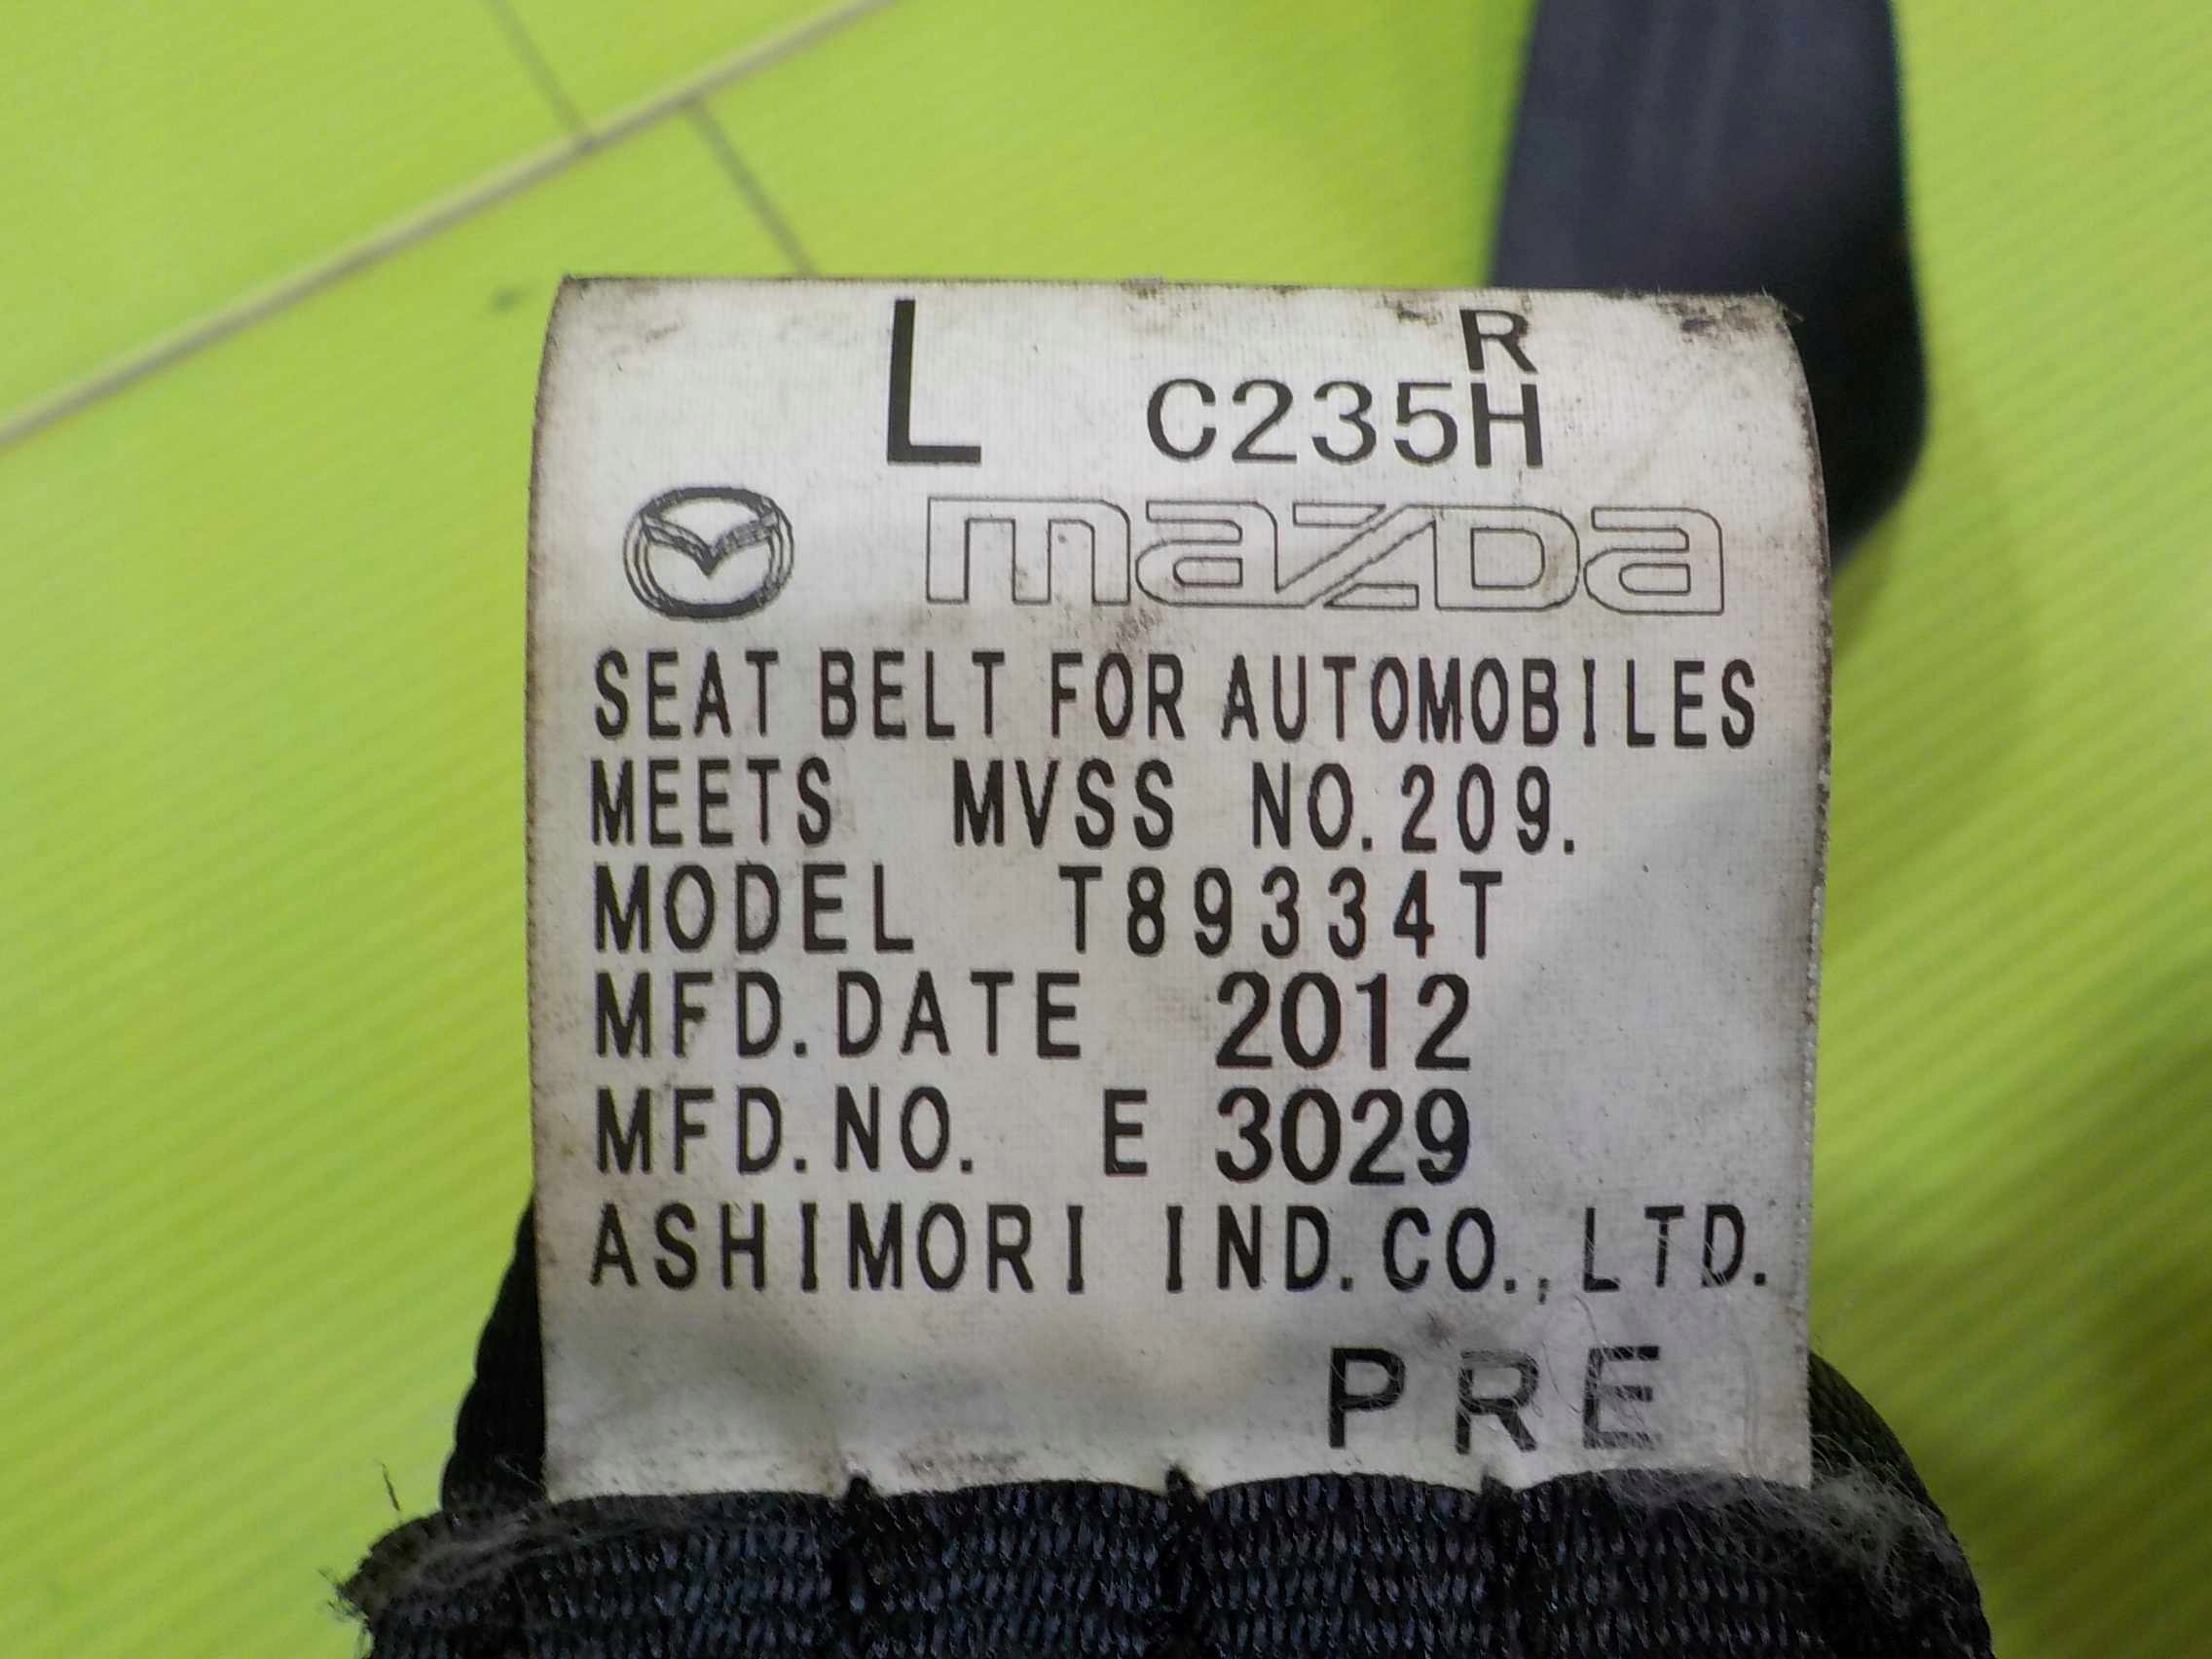 R
L C235H
mazda
SEAT BELT FOR AUTOMOBILES
MEETS MVSS NO.209.
MODEL T89334T
MFD.DATE 2012
MFD.NO. E 3029
ASHIMORI IND.CO.,LTD.
PRE